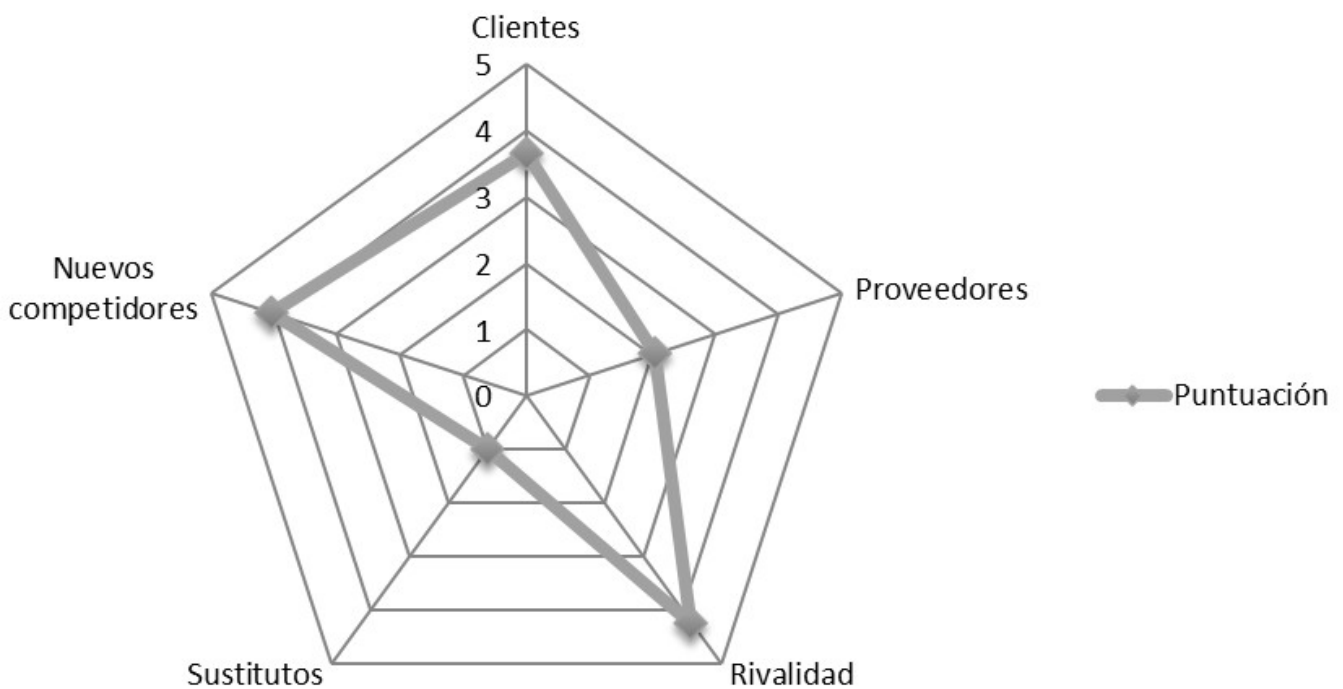 Clientes
5
4
3
2
1
0
Nuevos
competidores
Proveedores
Puntuación
Sustitutos
Rivalidad